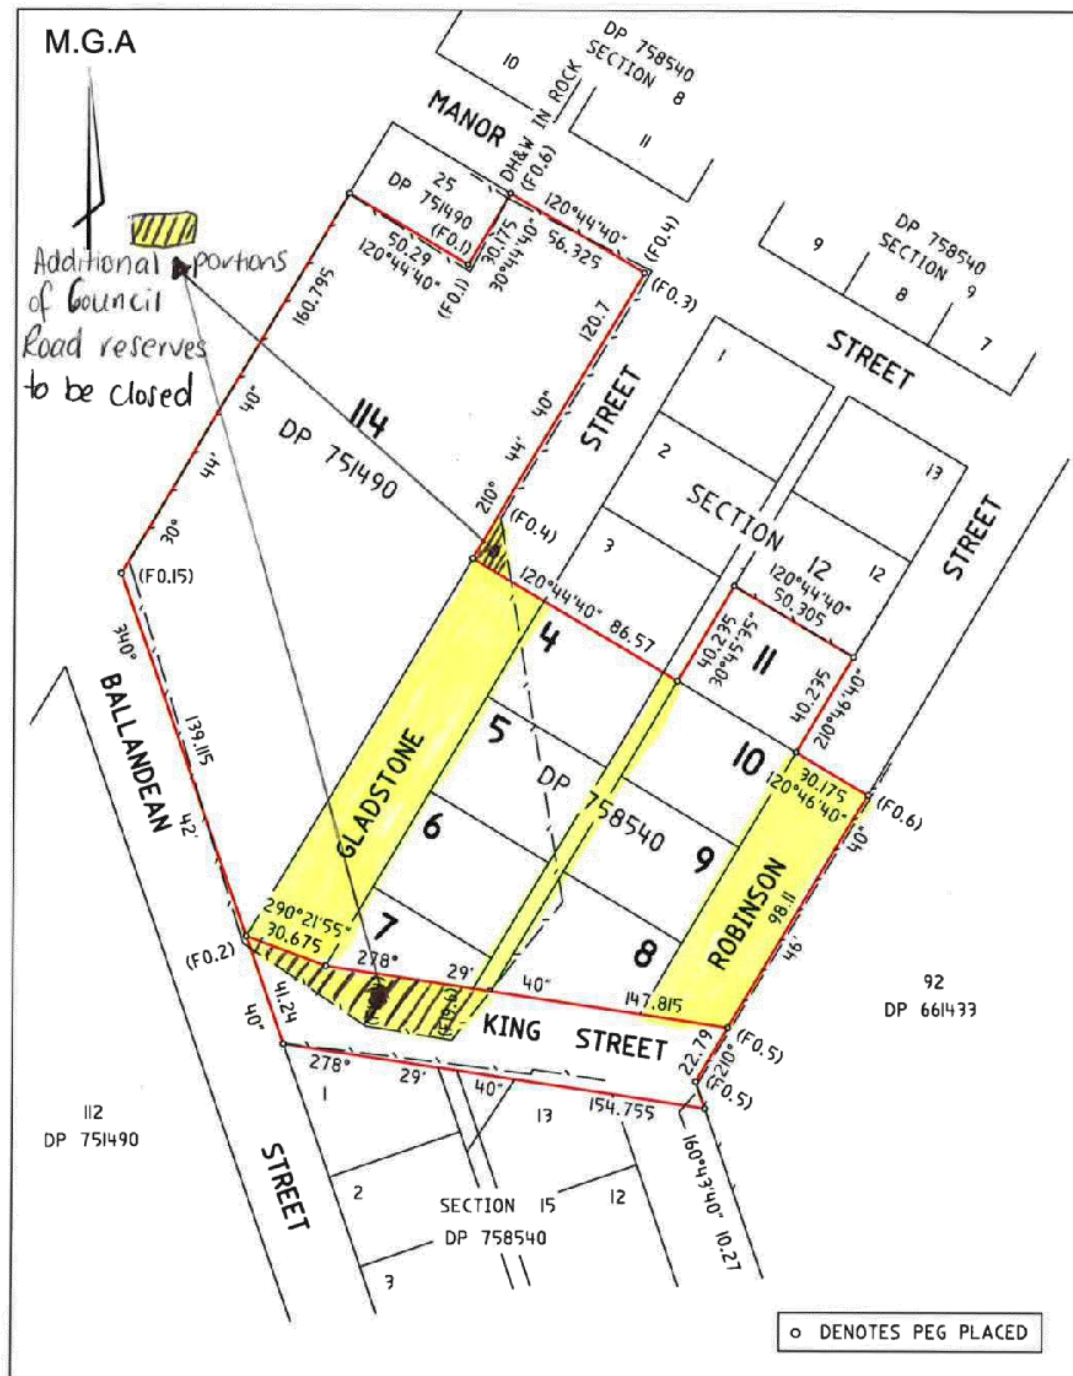 M.G.A
Additional portions
of Council
Road reserves
to be closed
DP 758540
SECTION 8
10
11
MANOR
DH&W IN ROCK
(F0.6)
25
DP 751490
(F0.1)
50.29
120°44'40"
(F0.1)
30.175
30°44'40"
120°44'40"
56.325
(F0.4)
(F0.3)
DP 758540
SECTION 9
9
8
7
STREET
160.795
40"
44'
30°
114
DP 751490
120.7
40"
44'
210°
(F0.4)
STREET
1
2
3
SECTION 12
13
12
STREET
120°44'40"
50.305
120°44'40" 86.57
40.235
30°45'35"
11
40.235
210°46'40"
(F0.15)
340°
139.115
42'
40"
BALLANDEAN
STREET
GLADSTONE
4
5
6
7
DP 758540
10
9
8
30.175
120°46'40"
(F0.6)
ROBINSON
40"
98.11
46'
210°
290°21'55"
30.675
(F0.2)
41.24
278° 29' 40" 147.815
KING STREET
(F0.5)
22.79
(F0.5)
278° 29' 40" 154.755
160°43'40" 10.27
92
DP 661433
112
DP 751490
1
2
3
13
12
SECTION 15
DP 758540
o DENOTES PEG PLACED